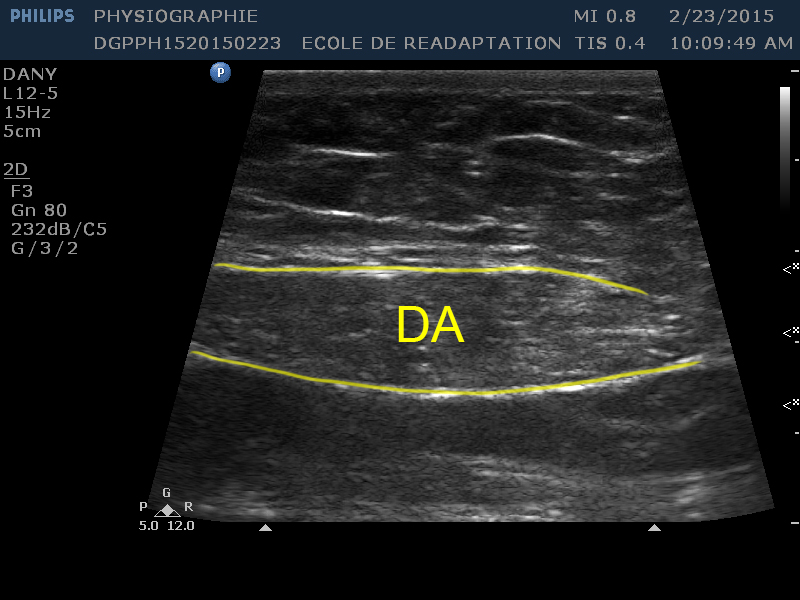 PHILIPS PHYSIOGRAPHIE MI 0.8 2/23/2015
DGPPH1520150223 ECOLE DE READAPTATION TIS 0.4 10:09:49 AM
DANY
L12-5
15Hz
5cm
2D
F3
Gn 80
232dB/C5
G/3/2
P
DA
G
P R
5.0 12.0